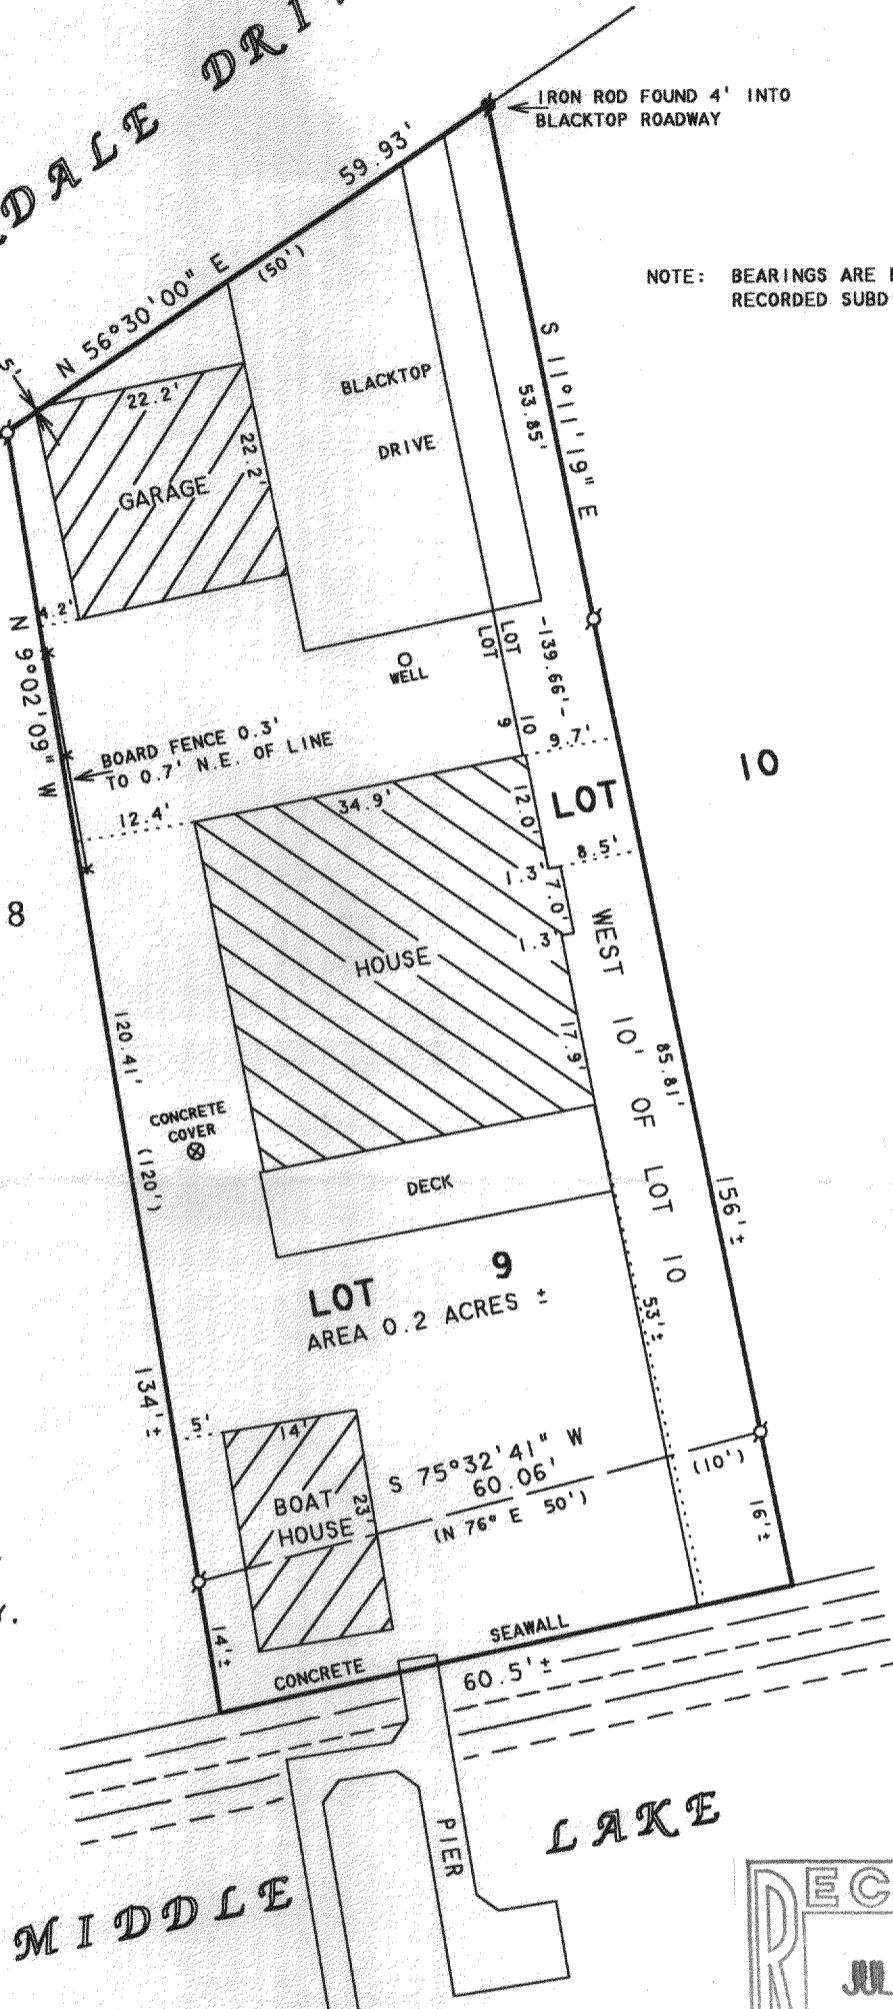 DALE DRI
IRON ROD FOUND 4' INTO
BLACKTOP ROADWAY
59.93'
N 56°30'00" E
(50')
NOTE: BEARINGS ARE
RECORDED SUBD
5'
22.2'
22.2'
GARAGE
BLACKTOP
DRIVE
53.85'
S 11°11'19" E
4.2'
N 9°02'09" W
WELL
LOT 9
LOT 10
-139.66'-
BOARD FENCE 0.3'
TO 0.7' N.E. OF LINE
9.7'
12.4'
34.9'
12.0'
LOT
10
8.5'
1.3'
7.0'
1.3'
8
HOUSE
17.9'
WEST 10' OF LOT 10
85.81'
120.41'
CONCRETE
COVER
(120')
DECK
156'±
LOT 9
AREA 0.2 ACRES ±
53'±
134'±
5'
14'
BOAT
HOUSE
23'
S 75°32'41" W
60.06'
(N 76° E 50')
(10')
16'±
14'±
CONCRETE
SEAWALL
60.5'±
PIER
MIDDLE LAKE
REC
JUL